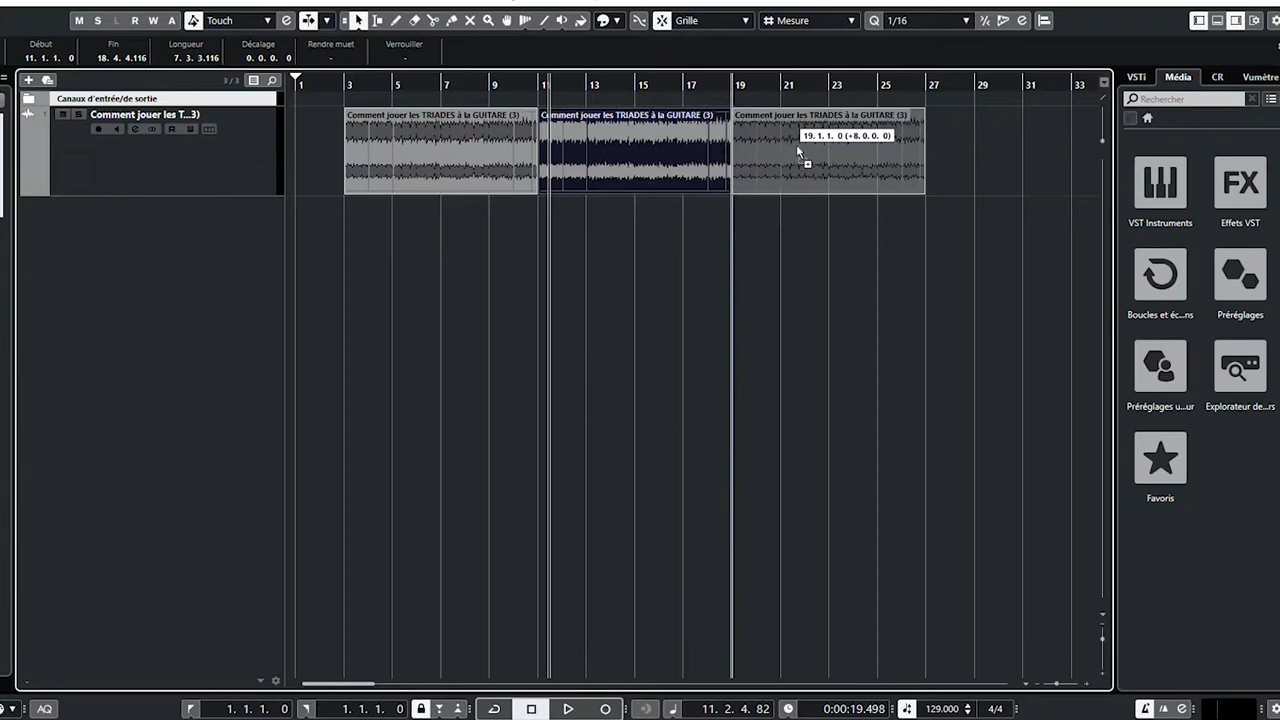 M S L R W A Touch Grille Mesure Q 1/16
Début Fin Longueur Décalage Rendre muet Verrouiller
11. 1. 1. 0 18. 4. 4.116 7. 3. 3.116 0. 0. 0. 0 - -
3 / 3 1 3 5 7 9 11 13 15 17 19 21 23 25 27 29 31 33 VSTi Média CR Vumètre
Canaux d'entrée/de sortie Rechercher
1 M S Comment jouer les T...3) Comment jouer les TRIADES à la GUITARE (3) Comment jouer les TRIADES à la GUITARE (3) Comment jouer les TRIADES à la GUITARE (3)
R
19. 1. 1. 0 (+8. 0. 0. 0)
FX
VST Instruments Effets VST
Boucles et éc...ns Préréglages
Préréglages u...ur Explorateur de...rs
Favoris
AQ 1. 1. 1. 0 1. 1. 1. 0 11. 2. 4. 82 0:00:19.498 129.000 4/4